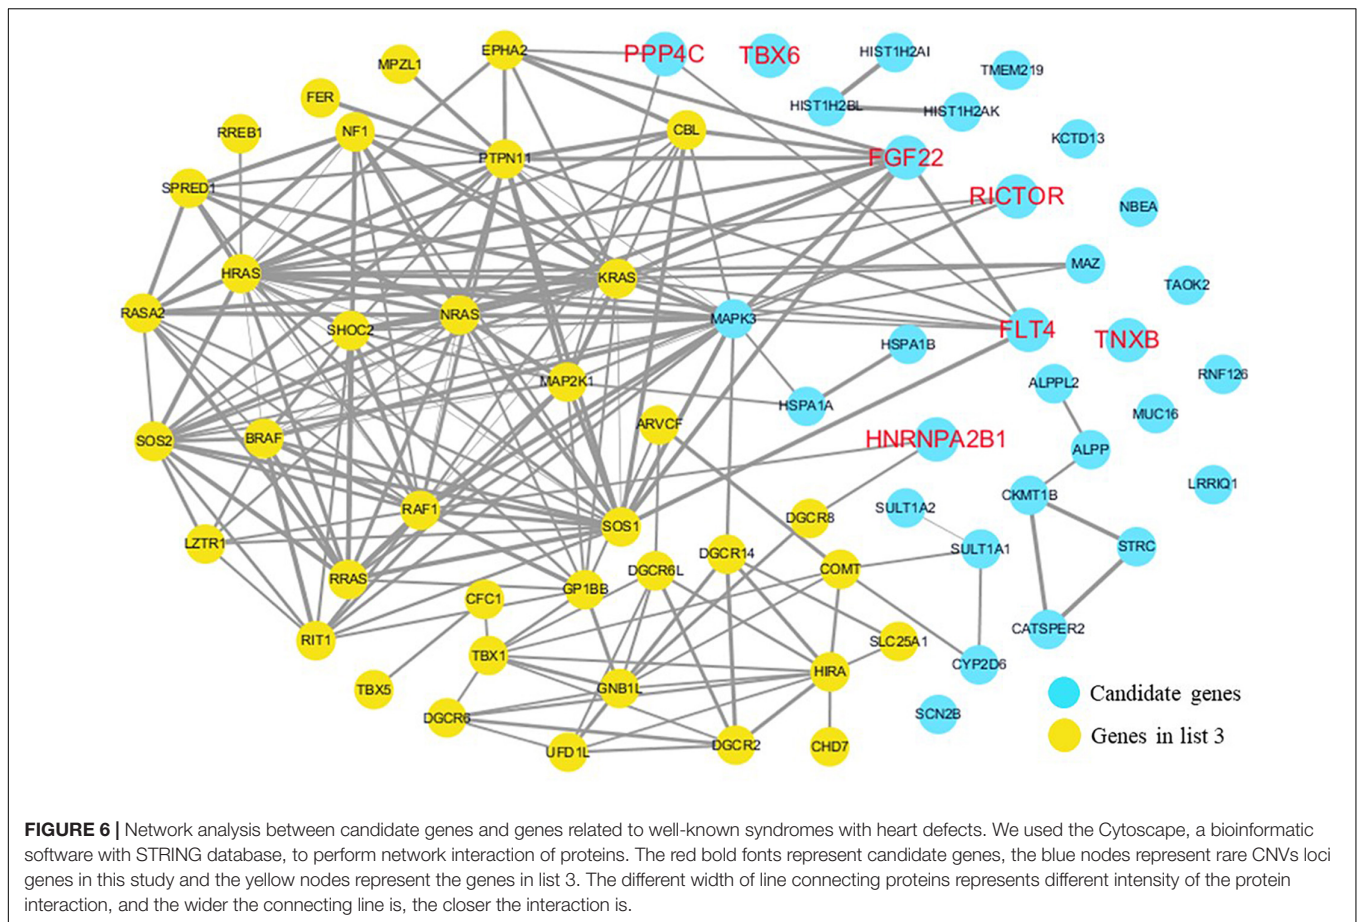 EPHA2
PPP4C
TBX6
HIST1H2AI
MPZL1
TMEM219
FER
HIST1H2BL
HIST1H2AK
RREB1
NF1
CBL
KCTD13
PTPN11
FGF22
SPRED1
RICTOR
NBEA
HRAS
KRAS
MAZ
TAOK2
RASA2
SHOC2
NRAS
MAPK3
FLT4
TNXB
HSPA1B
MAP2K1
ALPPL2
RNF126
HSPA1A
MUC16
SOS2
BRAF
ARVCF
HNRNPA2B1
ALPP
LRRIQ1
RAF1
SOS1
DGCR8
SULT1A2
CKMT1B
LZTR1
DGCR14
SULT1A1
STRC
RRAS
GP1BB
DGCR6L
COMT
CFC1
RIT1
SLC25A1
CATSPER2
TBX1
HIRA
CYP2D6
TBX5
GNB1L
DGCR6
SCN2B
UFD1L
DGCR2
CHD7
Candidate genes
Genes in list 3
FIGURE 6 | Network analysis between candidate genes and genes related to well-known syndromes with heart defects. We used the Cytoscape, a bioinformatic
software with STRING database, to perform network interaction of proteins. The red bold fonts represent candidate genes, the blue nodes represent rare CNVs loci
genes in this study and the yellow nodes represent the genes in list 3. The different width of line connecting proteins represents different intensity of the protein
interaction, and the wider the connecting line is, the closer the interaction is.